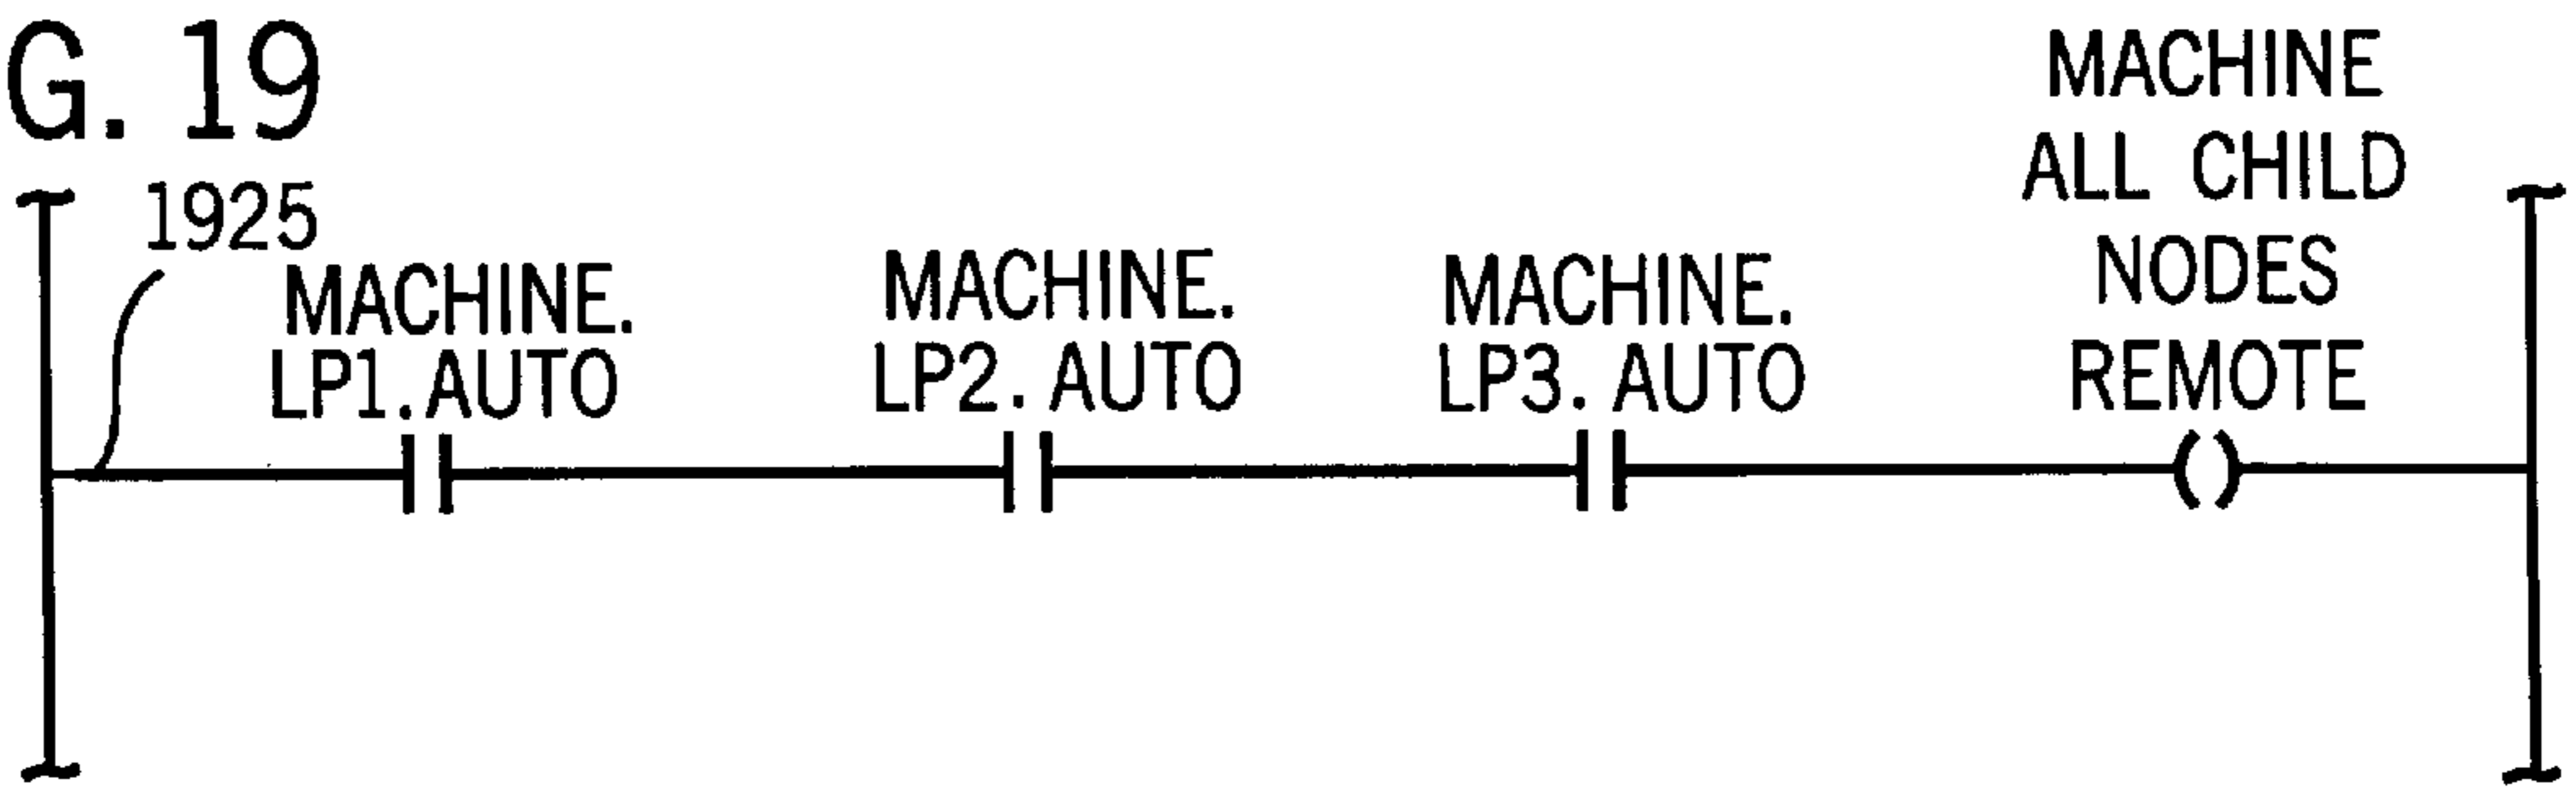 G. 19
1925
MACHINE.
LP1. AUTO
MACHINE.
LP2. AUTO
MACHINE.
LP3. AUTO
MACHINE
ALL CHILD
NODES
REMOTE